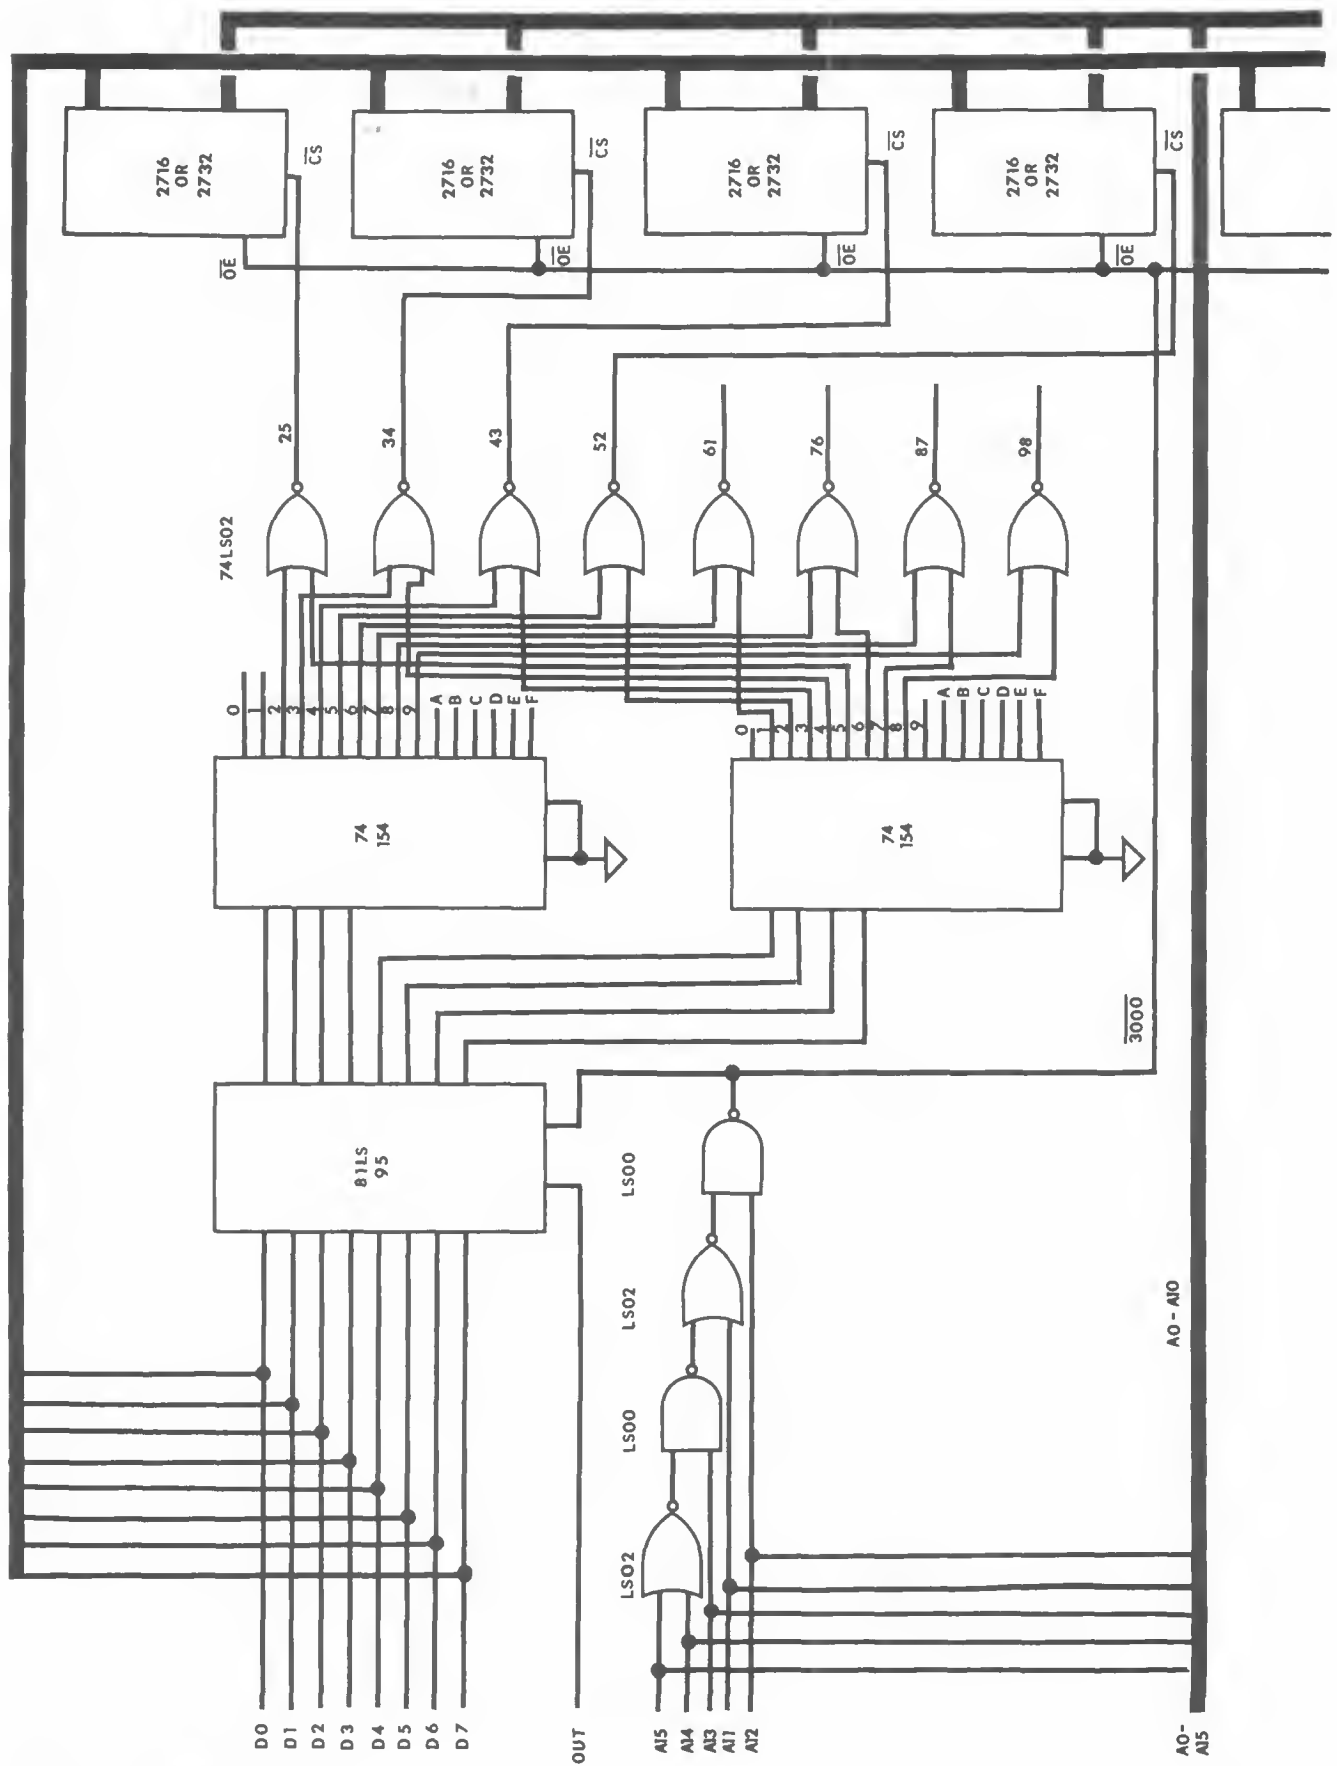 D0
D1
D2
D3
D4
D5
D6
D7
OUT
A15
A14
A13
A11
A12
A0-
A15
LS02
LS00
LS02
LS00
A0 - A10
81LS
95
3000
74
154
0
1
2
3
4
5
6
7
8
9
A
B
C
D
E
F
74
154
0
1
2
3
4
5
6
7
8
9
A
B
C
D
E
F
74LS02
25
34
43
52
61
76
87
98
OE
OE
OE
OE
CS
CS
CS
CS
2716
OR
2732
2716
OR
2732
2716
OR
2732
2716
OR
2732